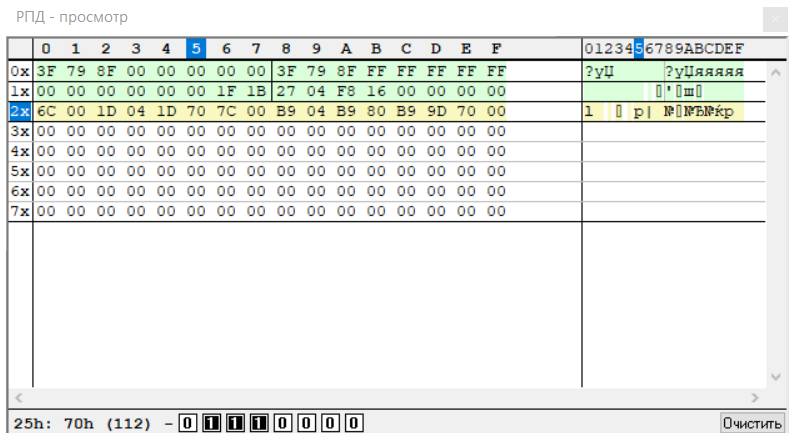 РПД - просмотр
0 1 2 3 4 5 6 7 8 9 A B C D E F 0123456789ABCDEF
0x 3F 79 8F 00 00 00 00 00 3F 79 8F FF FF FF FF FF ?yЏ ?yЏяяяяя
1x 00 00 00 00 00 00 1F 1B 27 04 F8 16 00 00 00 00 '▯ш▯
2x 6C 00 1D 04 1D 70 7C 00 B9 04 B9 80 B9 9D 70 00 l ▯ p| №▯№Ђ№ќp
3x 00 00 00 00 00 00 00 00 00 00 00 00 00 00 00 00
4x 00 00 00 00 00 00 00 00 00 00 00 00 00 00 00 00
5x 00 00 00 00 00 00 00 00 00 00 00 00 00 00 00 00
6x 00 00 00 00 00 00 00 00 00 00 00 00 00 00 00 00
7x 00 00 00 00 00 00 00 00 00 00 00 00 00 00 00 00
25h: 70h (112) - 0 1 1 1 0 0 0 0 Очистить